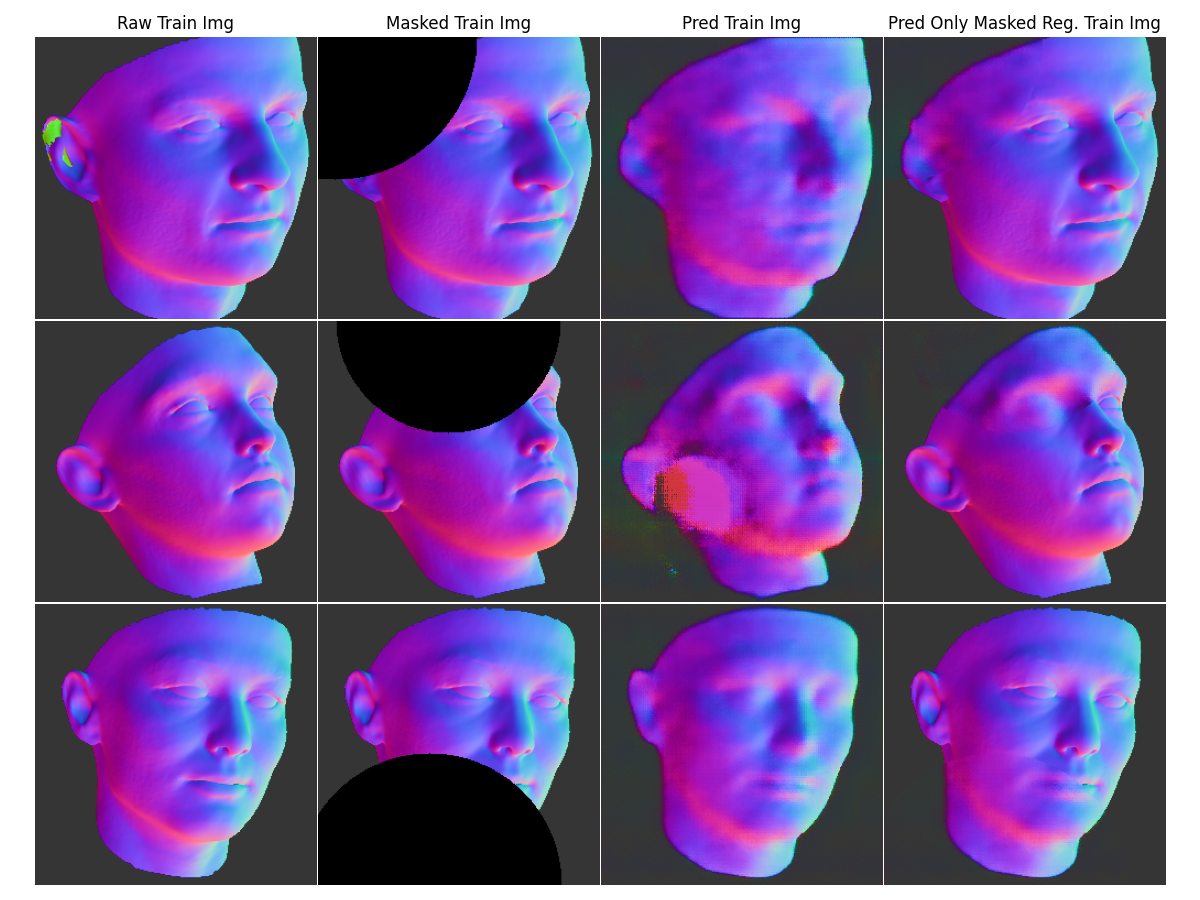 Raw Train Img
Masked Train Img
Pred Train Img
Pred Only Masked Reg. Train Img